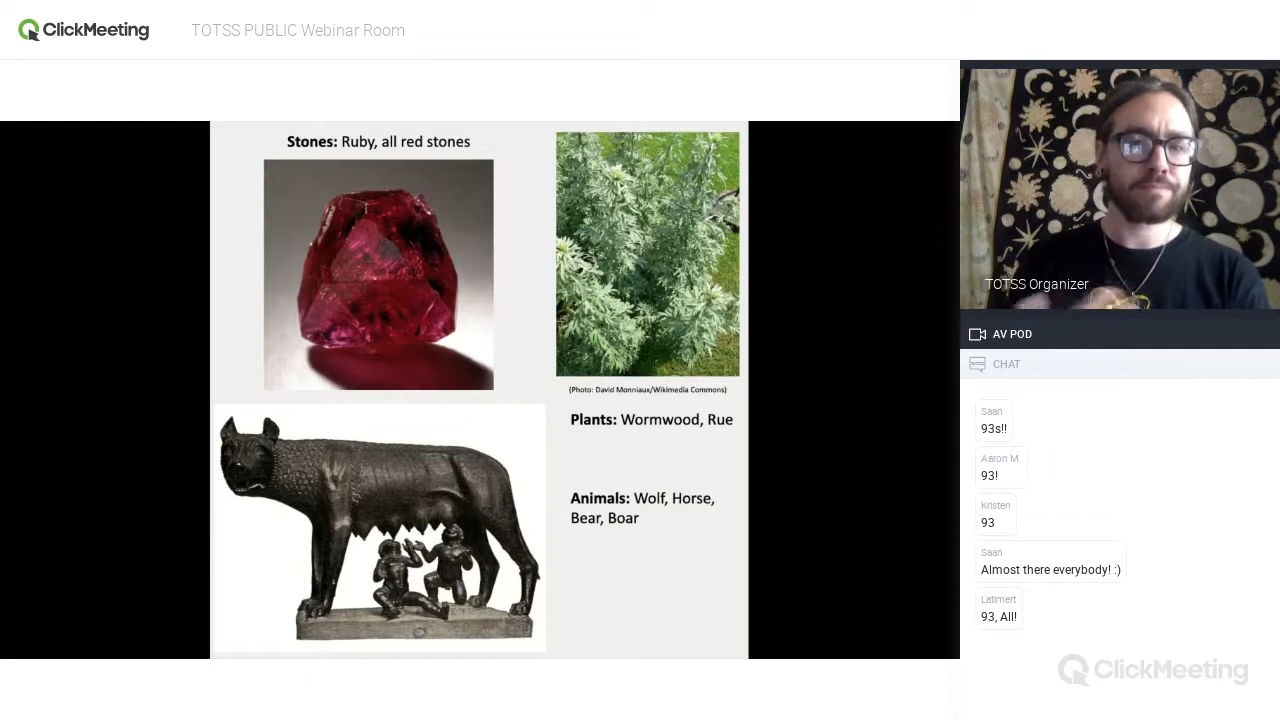 ClickMeeting
TOTSS PUBLIC Webinar Room
Stones: Ruby, all red stones
(Photo: David Monniaux/Wikimedia Commons)
Plants: Wormwood, Rue
Animals: Wolf, Horse,
Bear, Boar
TOTSS Organizer
AV POD
CHAT
Saan
93s!!
Aaron M.
93!
Kristen
93
Saan
Almost there everybody! :)
Latimert
93, All!
ClickMeeting